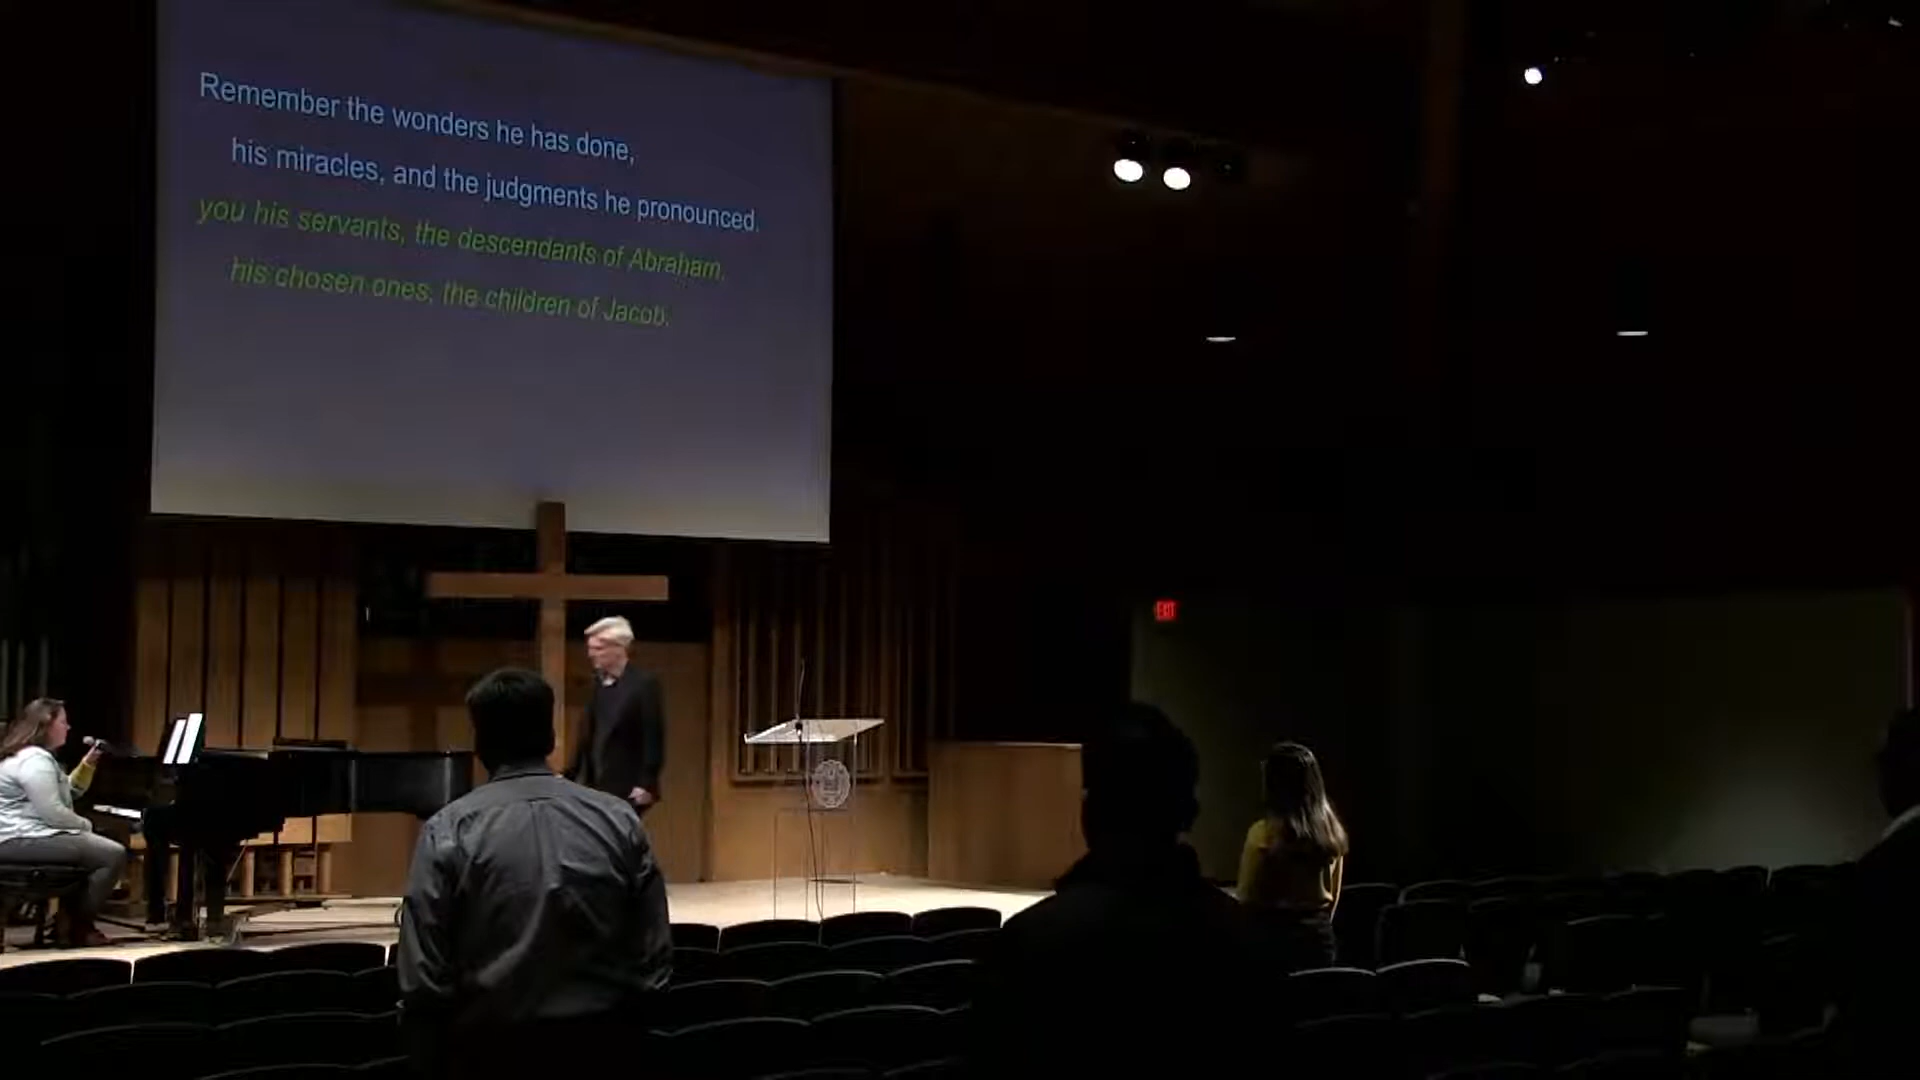 Remember the wonders he has done,
his miracles, and the judgments he pronounced.
you his servants, the descendants of Abraham,
his chosen ones, the children of Jacob.
EXIT